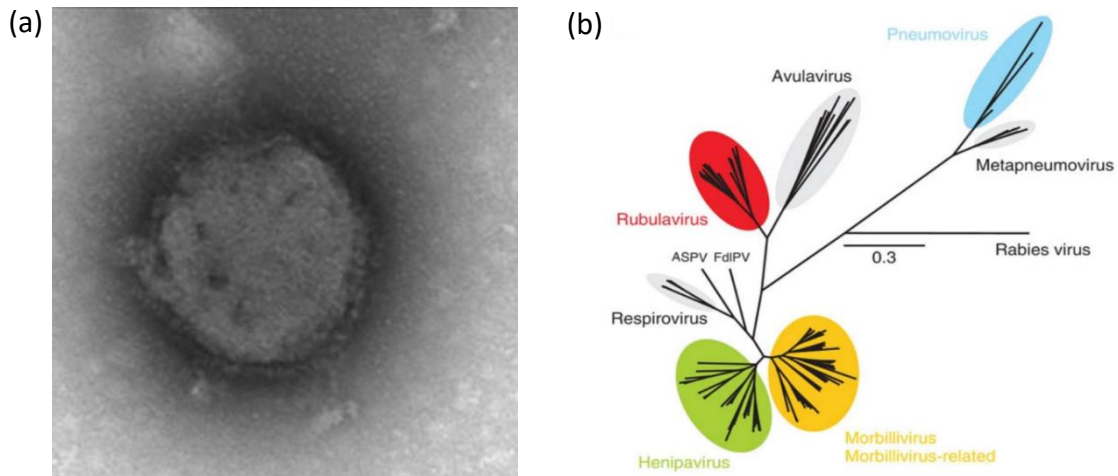 (a)
(b)
Pneumovirus
Avulavirus
Metapneumovirus
Rubulavirus
Rabies virus
0.3
ASPV FdlPV
Respirovirus
Morbillivirus
Morbillivirus-related
Henipavirus